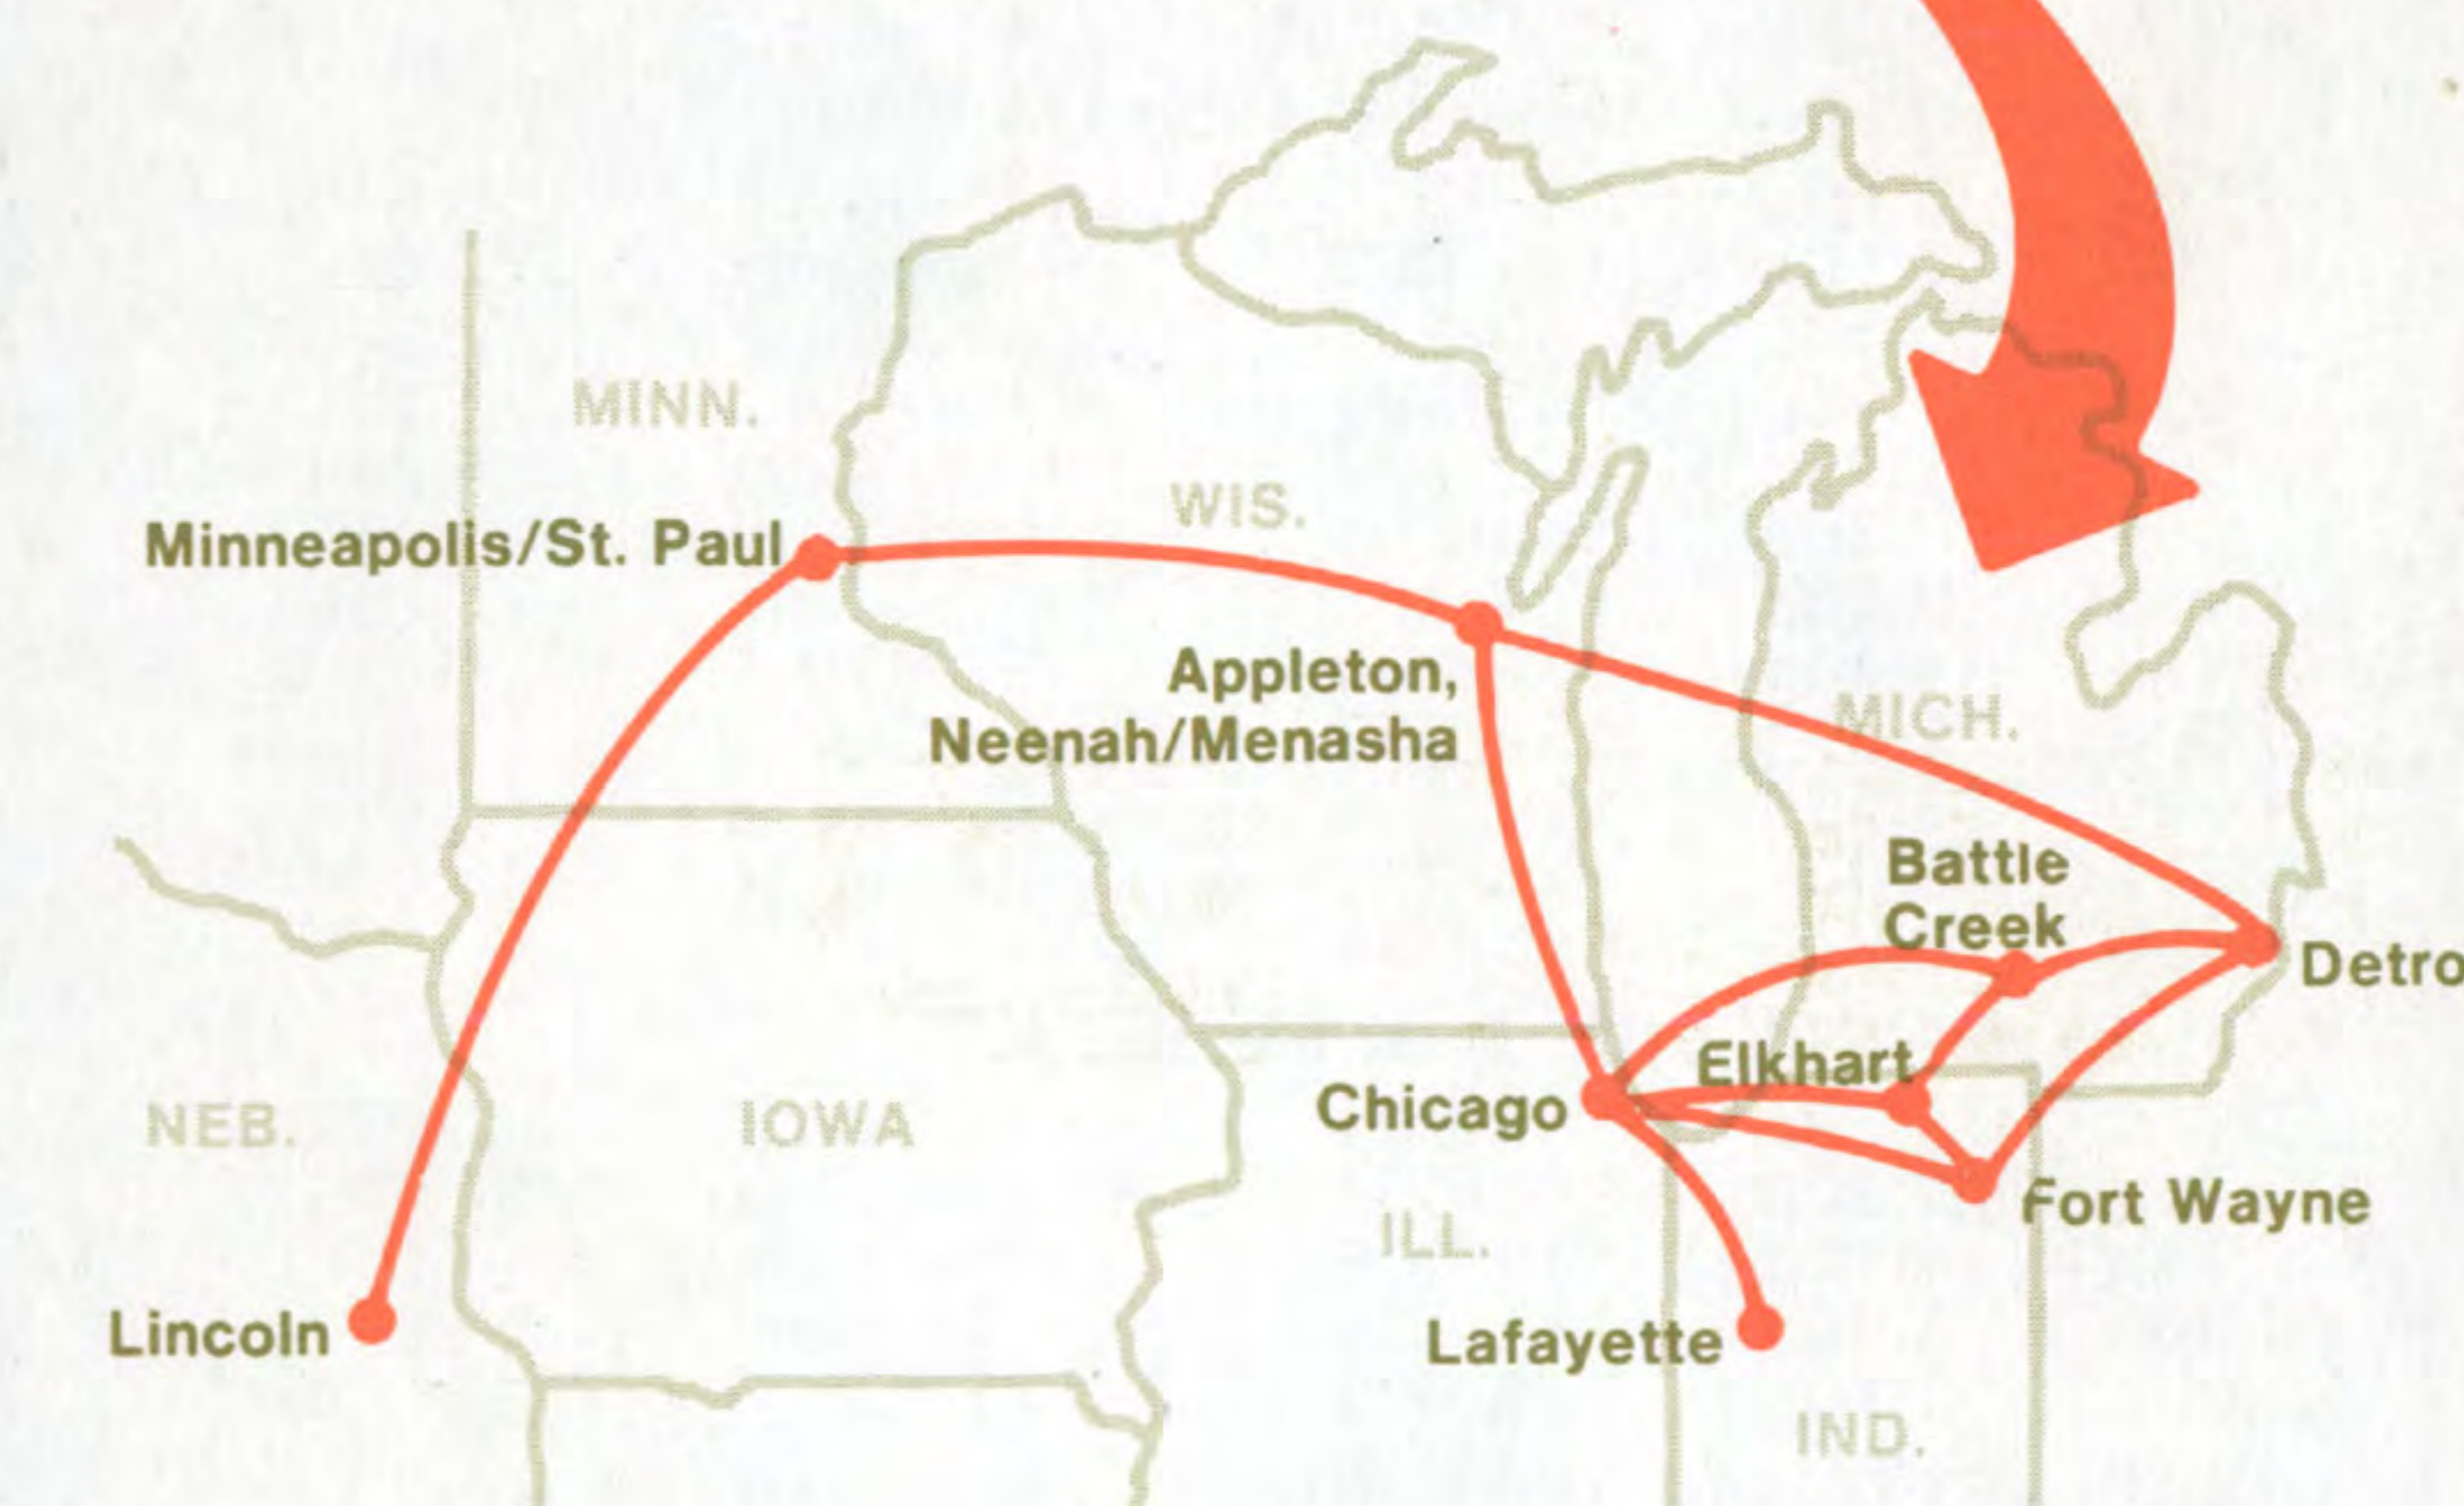 MINN.
WIS.
Minneapolis/St. Paul
Appleton,
Neenah/Menasha
MICH.
Battle
Creek
Detro
Elkhart
Chicago
NEB.
IOWA
Fort Wayne
ILL.
Lincoln
Lafayette
IND.